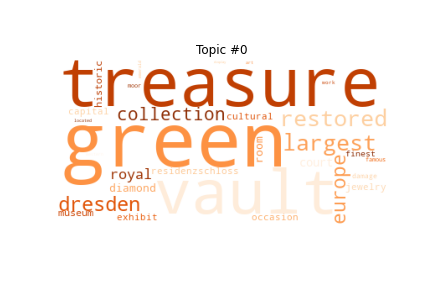 Topic #0
treasure
historic
moor
work
capital
collection
cultural
restored
located
green
room
largest
court
finest
famous
royal
residenzschloss
europe
damage
diamond
vault
jewelry
dresden
museum
exhibit
occasion